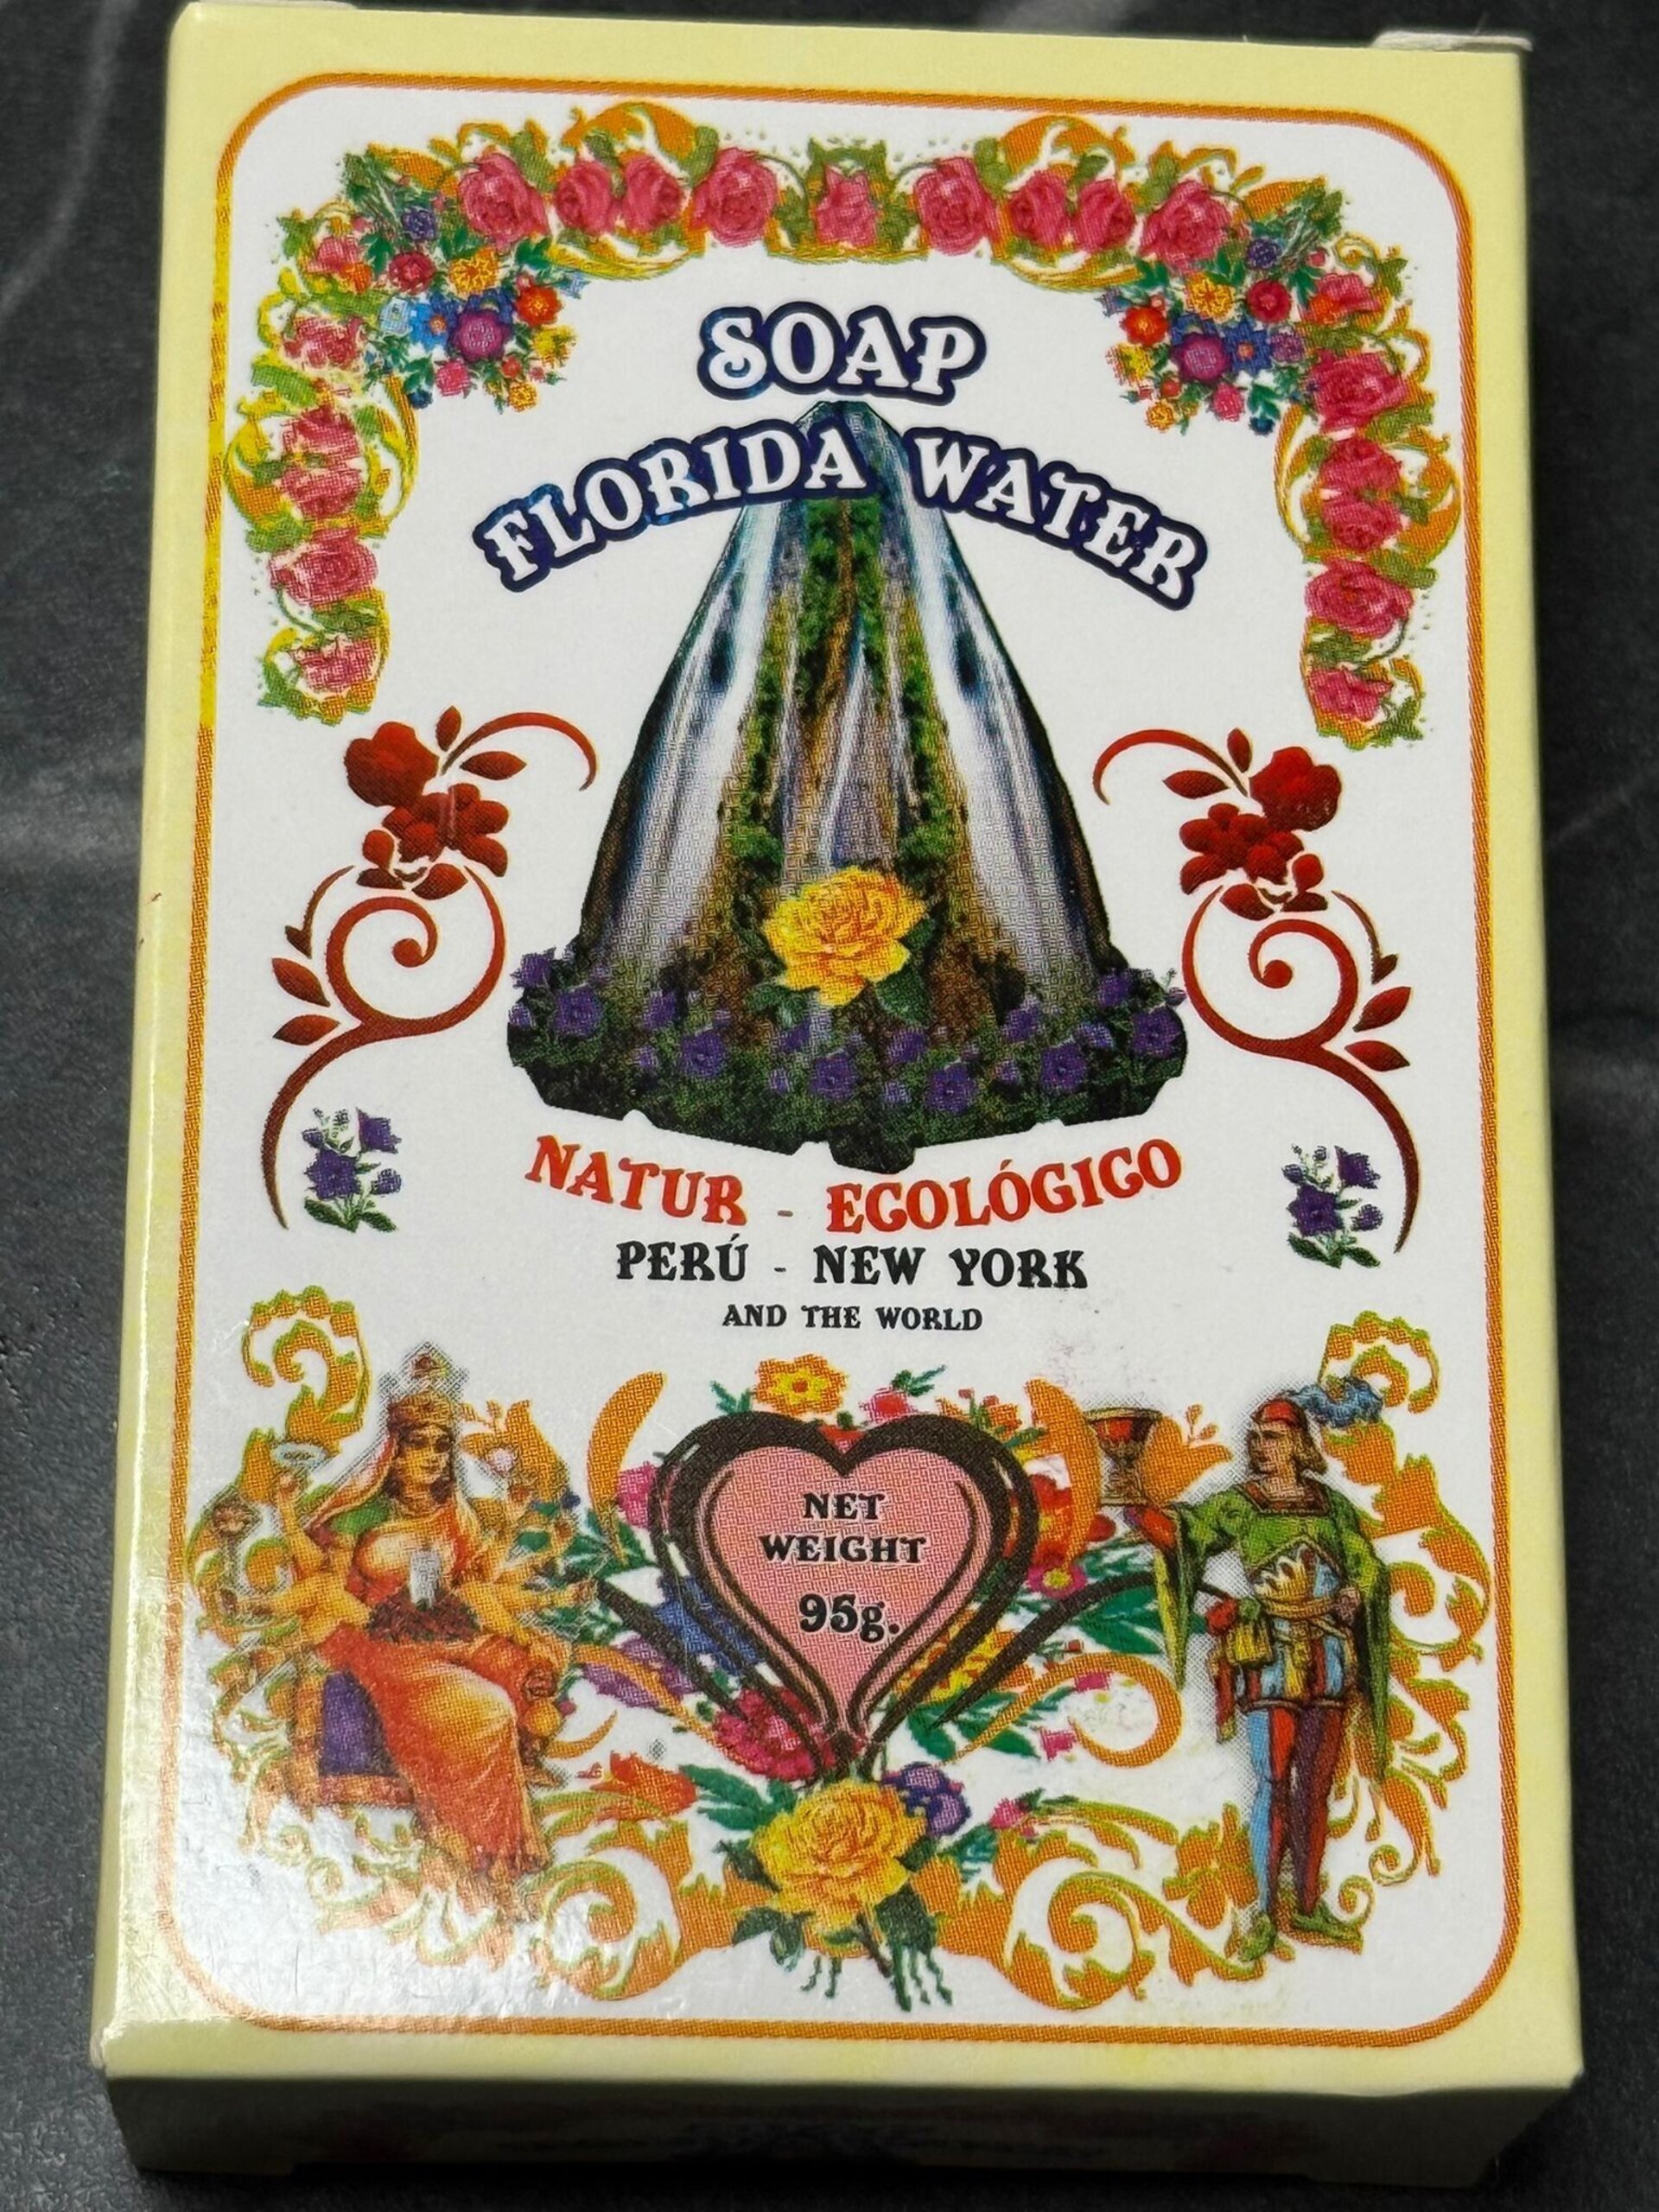 SOAP
FLORIDA WATER
NATUR - ECOLÓGICO
PERÚ - NEW YORK
AND THE WORLD
NET
WEIGHT
95g.